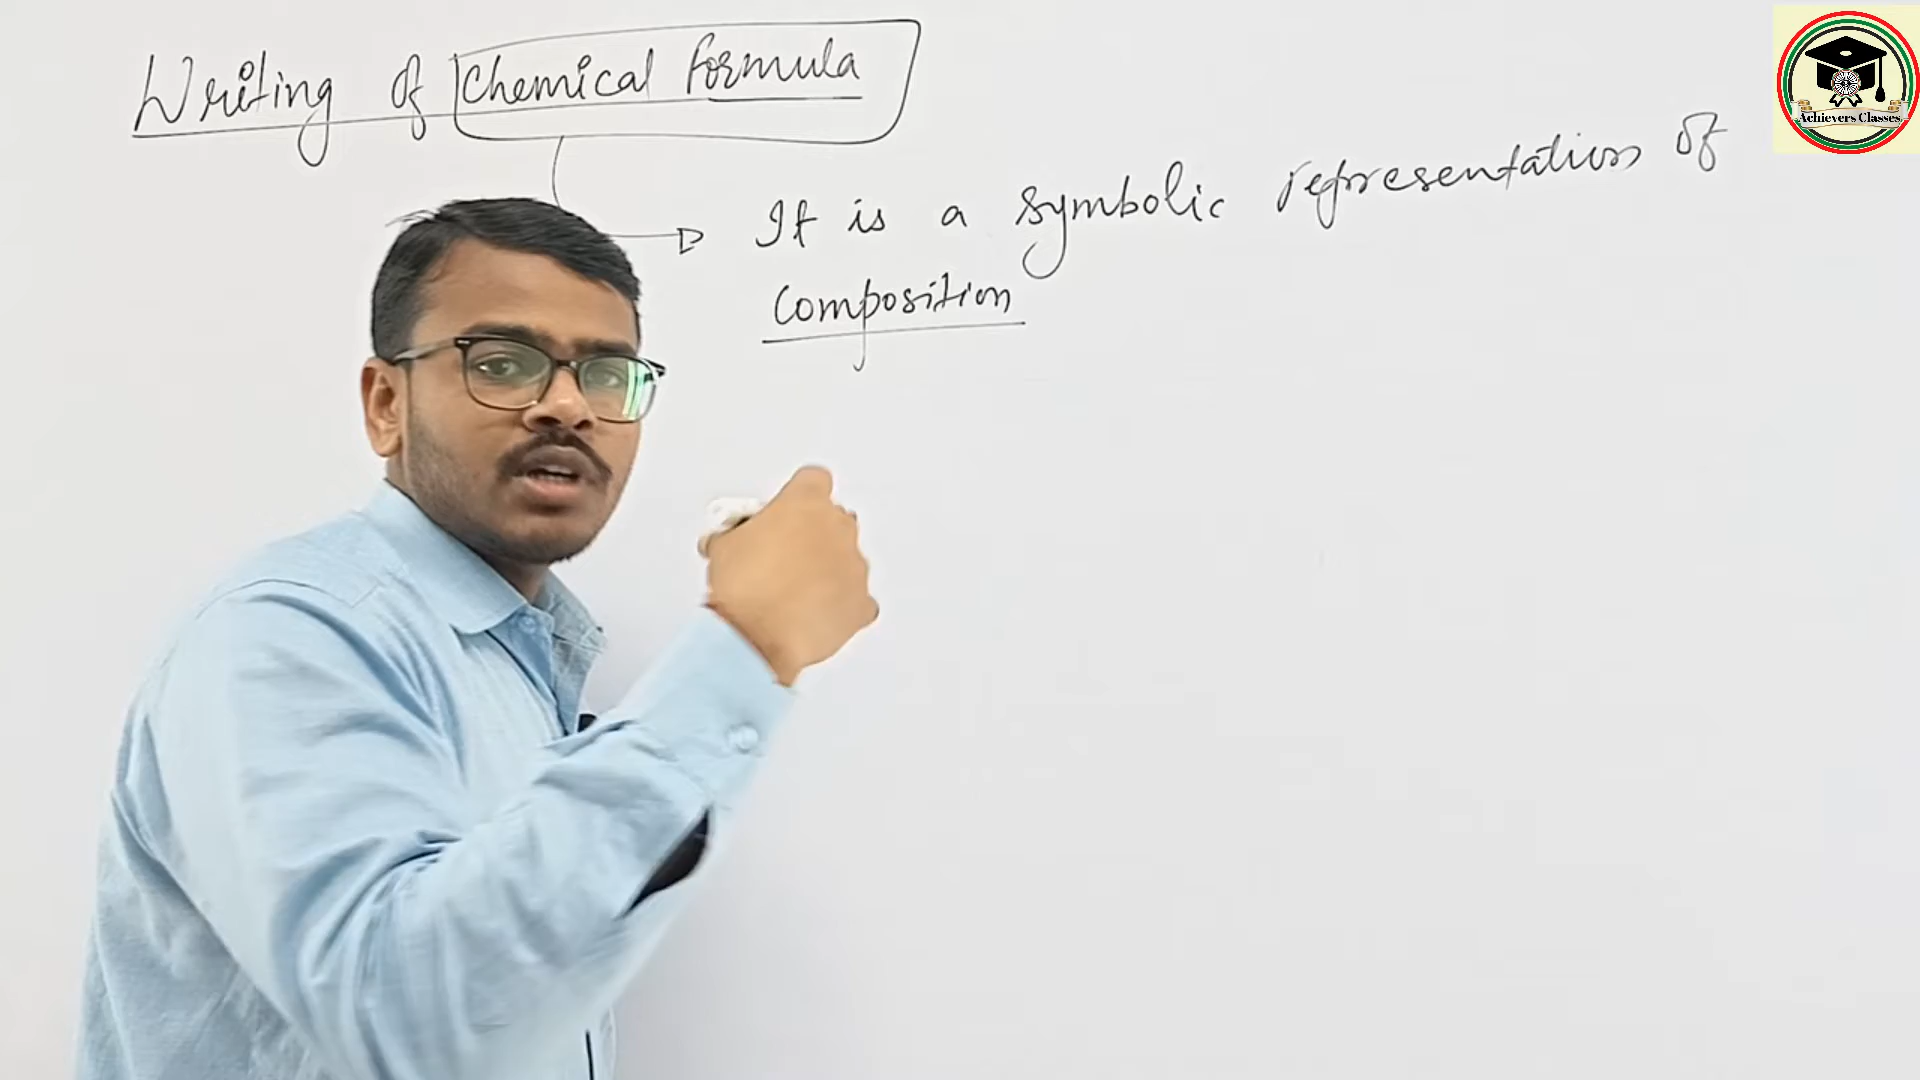 Writing of Chemical formula
It is a symbolic representation of
Composition
Achievers Classes